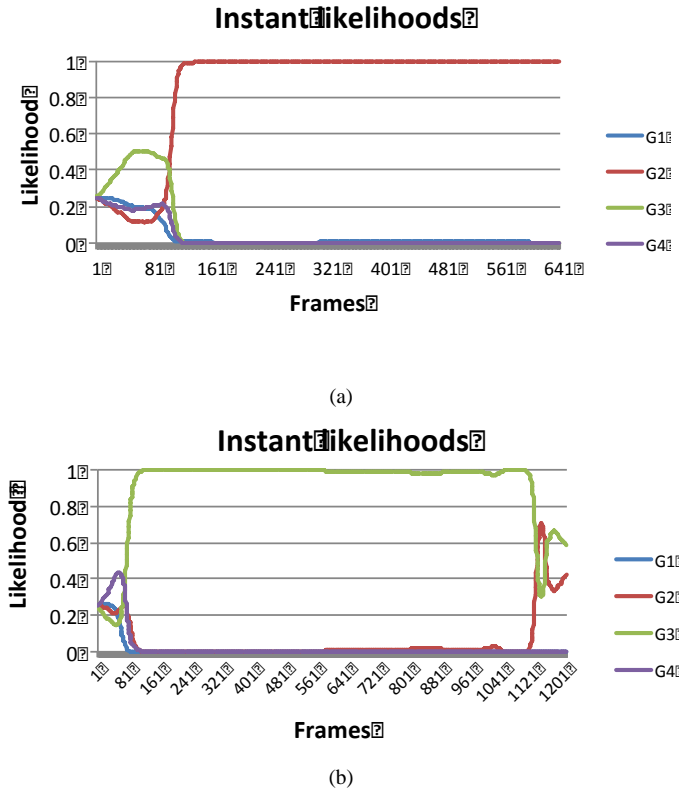 Instant likelihoods
1
0.8
0.6
0.4
0.2
0
Likelihood
1 81 161 241 321 401 481 561 641
Frames
G1
G2
G3
G4
(a)
Instant likelihoods
1
0.8
0.6
0.4
0.2
0
Likelihood
1 81 161 241 321 401 481 561 641 721 801 881 961 1041 1121 1201
Frames
G1
G2
G3
G4
(b)